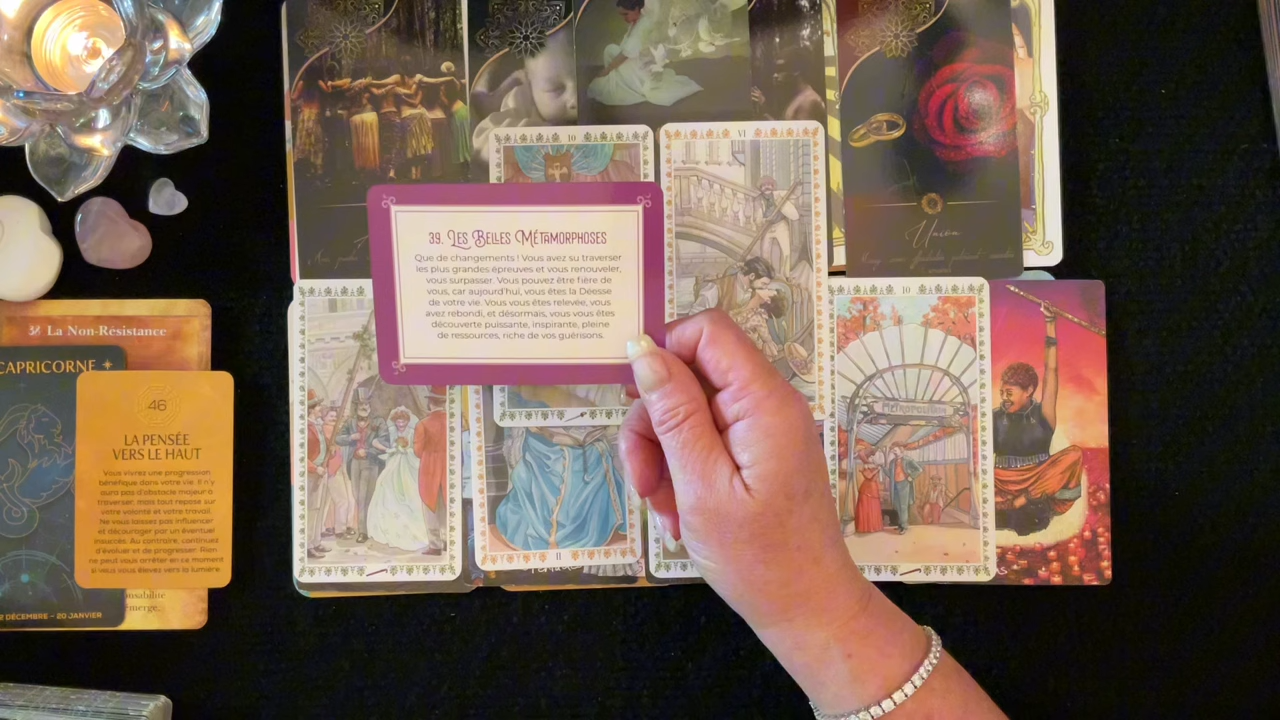 10
VI
39. Les Belles Métamorphoses
Que de changements ! Vous avez su traverser
les plus grandes épreuves et vous renouveler,
vous surpasser. Vous pouvez être fière de
vous, car aujourd'hui, vous êtes la Déesse
de votre vie. Vous vous êtes relevée, vous
avez rebondi, et désormais, vous vous êtes
découverte puissante, inspirante, pleine
de ressources, riche de vos guérisons.
Union
10
MÉTROPOLITAIN
II
38 La Non-Résistance
CAPRICORNE
46
LA PENSÉE
VERS LE HAUT
Vous vivrez une progression
bénéfique dans votre vie. Il n'y
aura pas d'obstacle majeur à
traverser, mais tout repose sur
votre volonté et votre travail.
Ne vous laissez pas influencer
et décourager par un éventuel
insuccès. Au contraire, continuez
d'évoluer et de progresser. Rien
ne peut vous arrêter en ce moment
si vous vous élevez vers la lumière
émerge,
2 DÉCEMBRE – 20 JANVIER